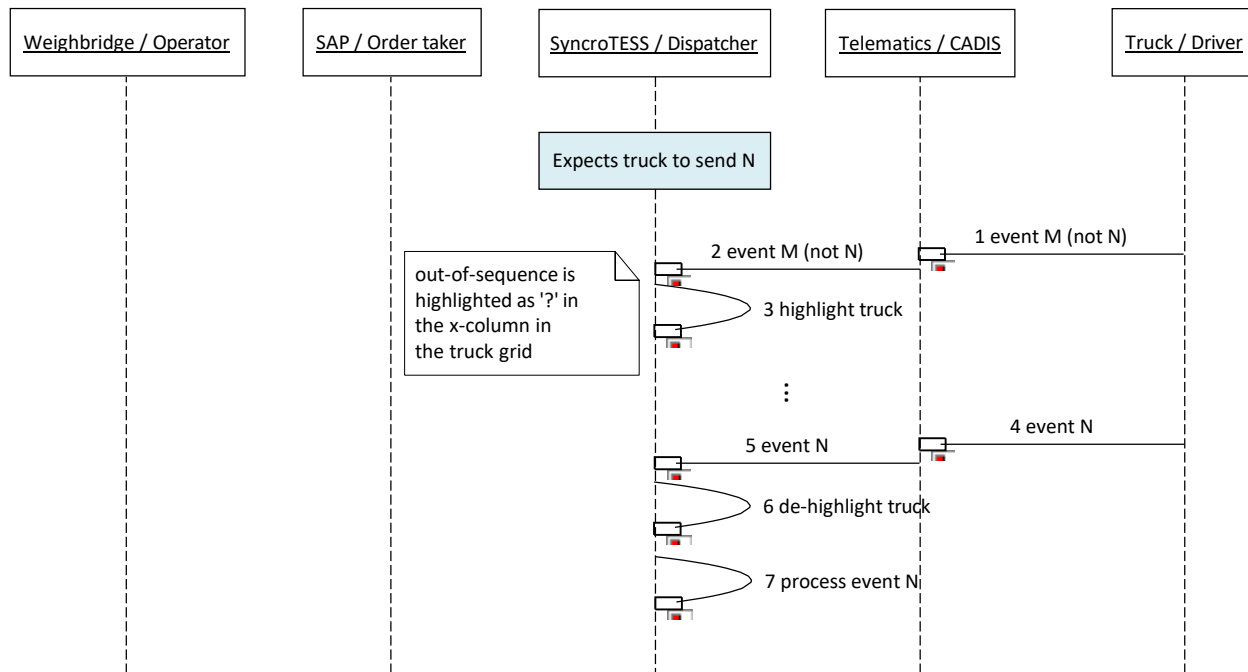 Weighbridge / Operator
SAP / Order taker
SyncroTESS / Dispatcher
Telematics / CADIS
Truck / Driver
Expects truck to send N
1 event M (not N)
2 event M (not N)
out-of-sequence is
highlighted as '?' in
the x-column in
the truck grid
3 highlight truck
...
4 event N
5 event N
6 de-highlight truck
7 process event N